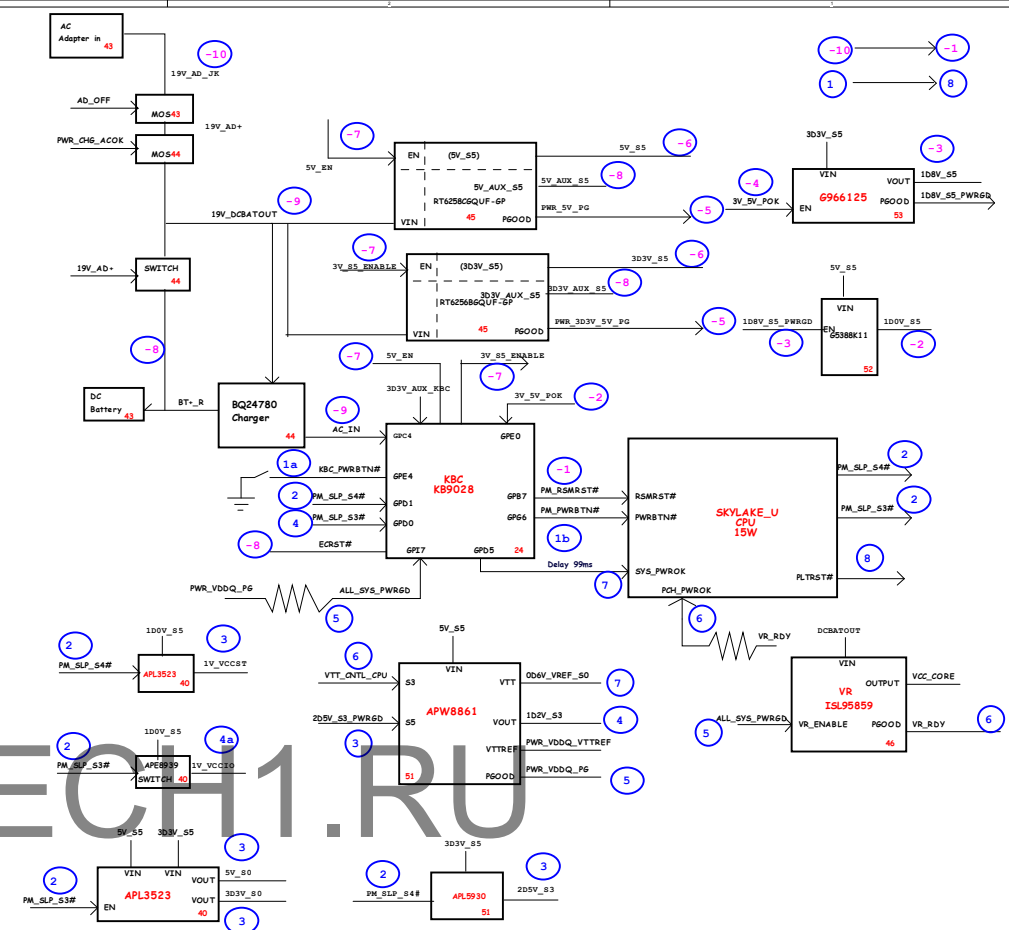 2
1
AC
Adapter in
43
-10
19V_AD_JK
AD_OFF
MOS43
19V_AD+
PWR_CHG_ACOK
MOS44
-10
-1
1
8
-7
5V_EN
EN
(5V_S5)
5V_S5
-6
5V_AUX_S5
5V_AUX_S5
-8
RT6258CGQUF-GP
PWR_5V_PG
-5
VIN
45
PGOOD
3D3V_S5
VIN
-3
-4
3V_5V_POK
EN
G966125
VOUT
1D8V_S5
PGOOD
1D8V_S5_PWRGD
53
-9
19V_DCBATOUT
-7
3V_S5_ENABLE
EN
(3D3V_S5)
3D3V_S5
-6
3D3V_AUX_S5
3D3V_AUX_S5
-8
RT6256BGQUF-GP
VIN
45
PGOOD
PWR_3D3V_5V_PG
-5
19V_AD+
SWITCH
44
5V_S5
1D8V_S5_PWRGD
-3
EN
G5388K11
1D0V_S5
-2
52
-8
-7
5V_EN
3V_S5_ENABLE
-7
3D3V_AUX_KBC
3V_5V_POK
-2
DC
Battery
43
BT+_R
BQ24780
Charger
44
-9
AC_IN
GPC4
GPE0
1a
KBC_PWRBTN#
GPE4
2
PM_SLP_S4#
GPD1
4
PM_SLP_S3#
GPD0
-8
ECRST#
GPI7
KBC
KB9028
GPB7
GPG6
24
GPD5
-1
PM_RSMRST#
PM_PWRBTN#
1b
Delay 99ms
7
RSMRST#
PWRBTN#
SYS_PWROK
PCH_PWROK
SKYLAKE_U
CPU
15W
PM_SLP_S4#
2
PM_SLP_S3#
2
8
PLTRST#
PWR_VDDQ_PG
ALL_SYS_PWRGD
5
6
VR_RDY
2
PM_SLP_S4#
1D0V_S5
3
APL3523
40
1V_VCCST
5V_S5
6
VTT_CNTL_CPU
S3
VIN
VTT
0D6V_VREF_S0
7
APW8861
2D5V_S3_PWRGD
S5
3
VOUT
1D2V_S3
4
VTTREF
PWR_VDDQ_VTTREF
51
PGOOD
PWR_VDDQ_PG
5
DCBATOUT
VIN
OUTPUT
VCC_CORE
VR
ISL95859
ALL_SYS_PWRGD
5
VR_ENABLE
PGOOD
VR_RDY
6
46
2
PM_SLP_S3#
1D0V_S5
4a
APE8939
SWITCH
40
1V_VCCIO
ECH1.RU
5V_S5
3D3V_S5
VIN
VIN
3
2
PM_SLP_S3#
EN
APL3523
VOUT
5V_S0
VOUT
3D3V_S0
40
3
3D3V_S5
2
PM_SLP_S4#
APL5930
51
3
2D5V_S3